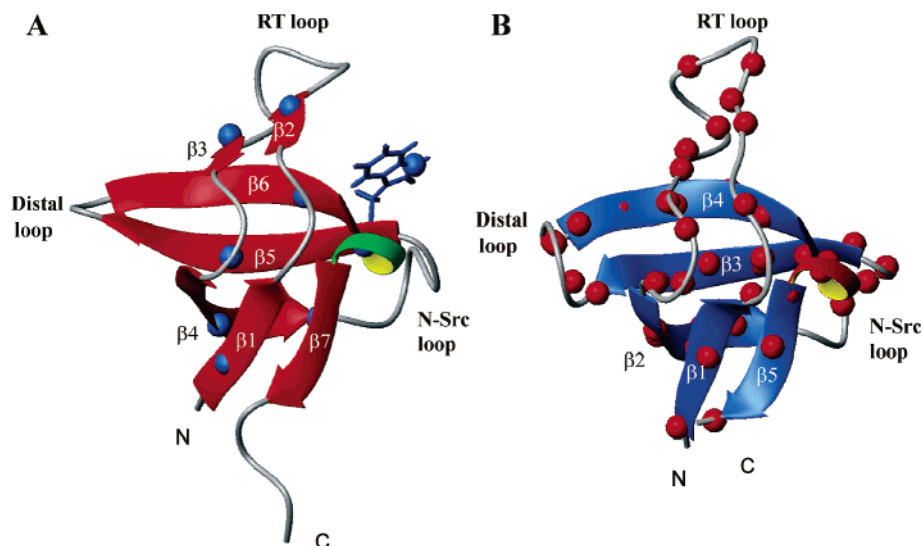 A
RT loop
β3
β2
β6
Distal
loop
β5
β4
β1
β7
N-Src
loop
N
C
B
RT loop
β4
Distal
loop
β3
N-Src
loop
β2
β1
β5
N
C